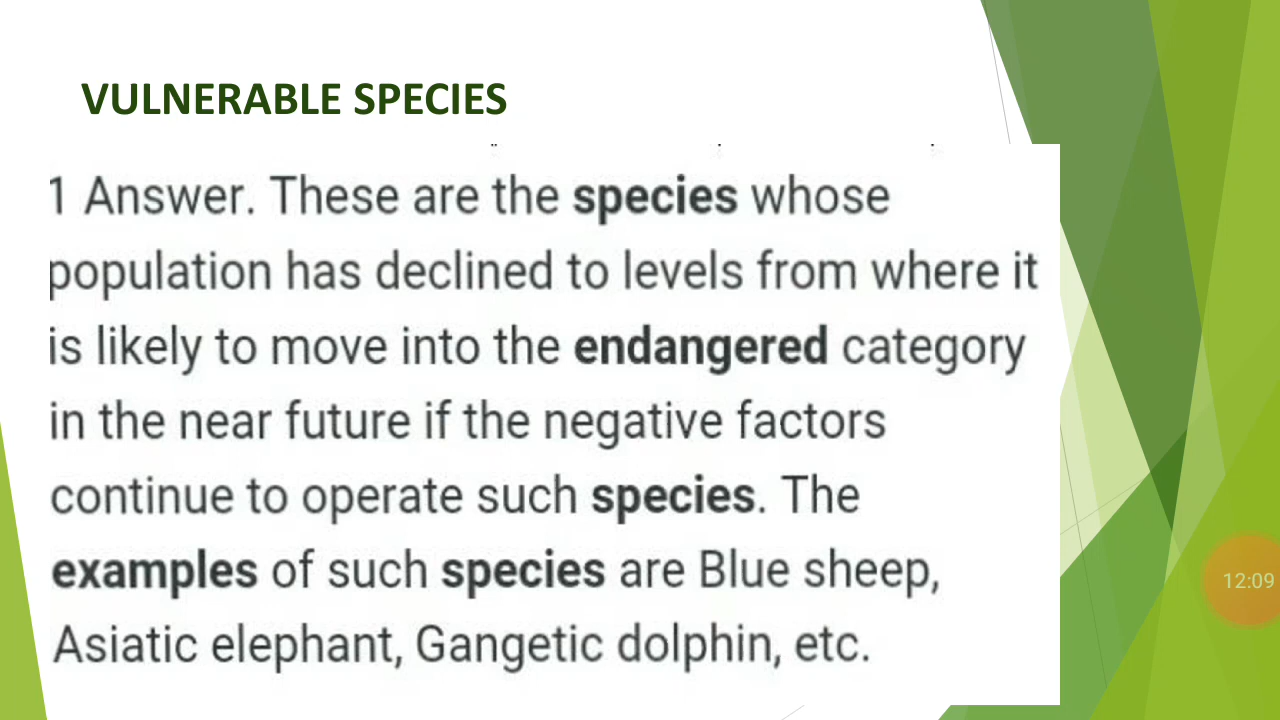 VULNERABLE SPECIES
1 Answer. These are the species whose
population has declined to levels from where it
is likely to move into the endangered category
in the near future if the negative factors
continue to operate such species. The
examples of such species are Blue sheep,
Asiatic elephant, Gangetic dolphin, etc.
12:09